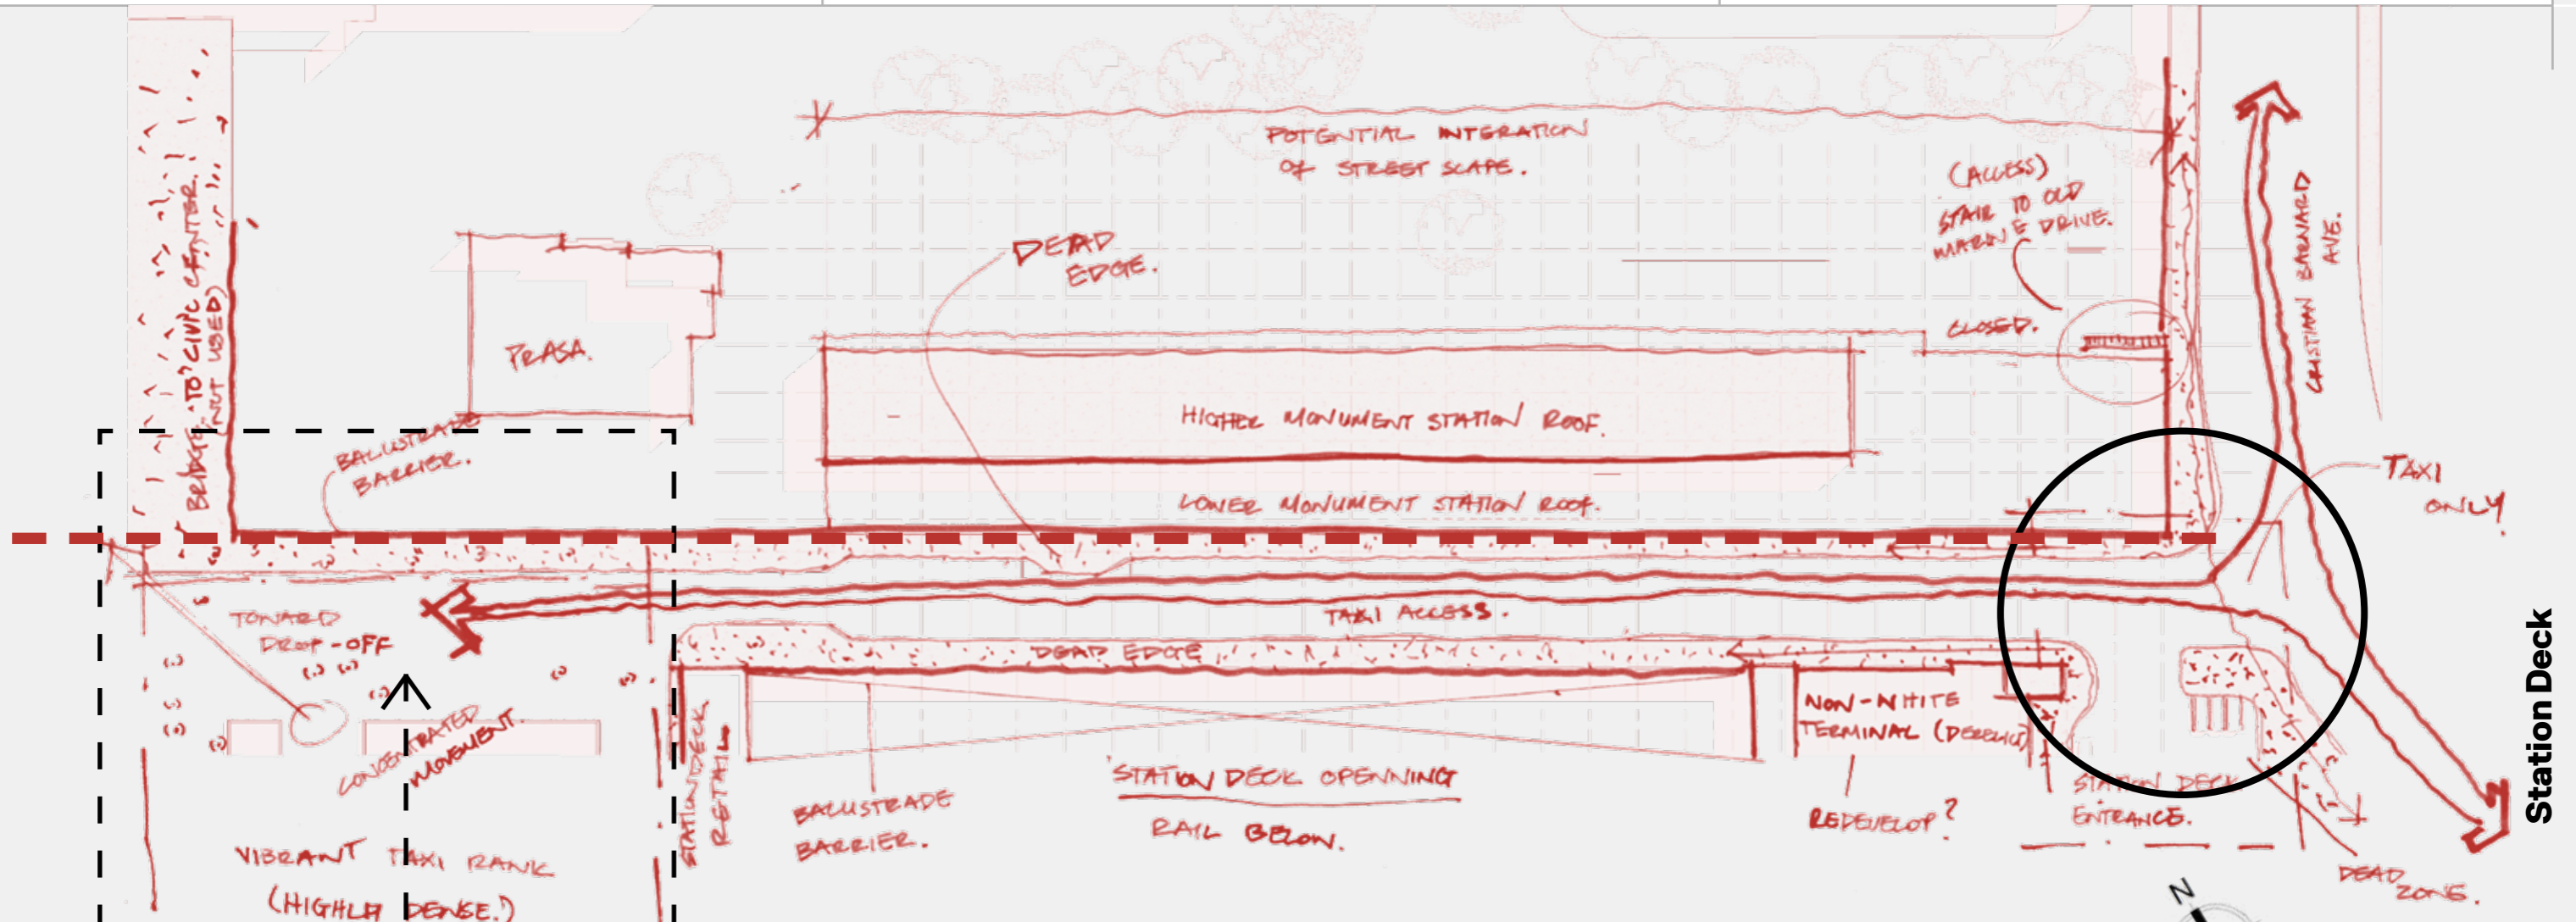 POTENTIAL INTERATION
OF STREET SCAPE.
(ACCESS)
STAIR TO OLD
MARINE DRIVE.
CLOSED.
CRISTIAN BARNARD
AVE.
BRIDGE "TO" CIVIC CENTER.
(NOT USED)
DEAD
EDGE.
PRASA.
BALUSTRADE
BARRIER.
HIGHER MONUMENT STATION ROOF.
LOWER MONUMENT STATION ROOF.
TAXI
ONLY.
TOWARD
DROP-OFF
TAXI ACCESS.
DEAD EDGE
CONCENTRATED
MOVEMENT.
STATION DECK
RETAIL
NON-WHITE
TERMINAL (DERELICT)
REDEVELOP?
STATION DECK
ENTRANCE.
BALUSTRADE
BARRIER.
STATION DECK OPENNING
RAIL BELOW.
VIBRANT TAXI RANK
(HIGHLY DENSE.)
DEAD
ZONE.
Station Deck
N